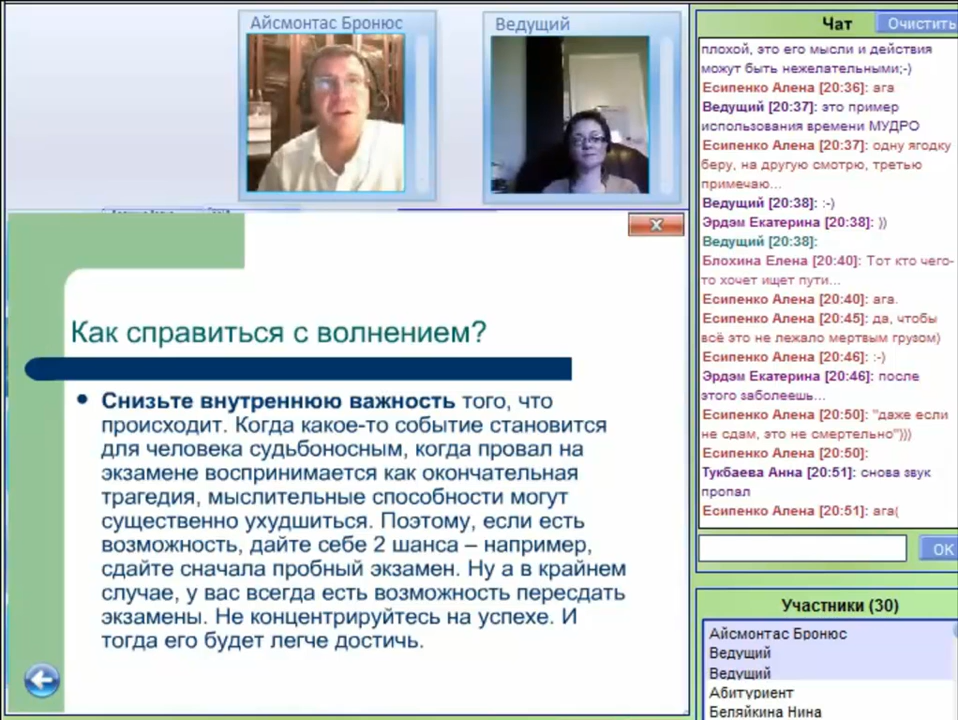 Айсмонтас Бронюс
Ведущий
Как справиться с волнением?
Снизьте внутреннюю важность того, что
происходит. Когда какое-то событие становится
для человека судьбоносным, когда провал на
экзамене воспринимается как окончательная
трагедия, мыслительные способности могут
существенно ухудшиться. Поэтому, если есть
возможность, дайте себе 2 шанса – например,
сдайте сначала пробный экзамен. Ну а в крайнем
случае, у вас всегда есть возможность пересдать
экзамены. Не концентрируйтесь на успехе. И
тогда его будет легче достичь.
Чат
Очистить
плохой, это его мысли и действия
можут быть нежелательными;-)
Есипенко Алена [20:36]: ага
Ведущий [20:37]: это пример
использования времени МУДРО
Есипенко Алена [20:37]: одну ягодку
беру, на другую смотрю, третью
примечаю...
Ведущий [20:38]: :-)
Эрдэм Екатерина [20:38]: ))
Ведущий [20:38]:
Блохина Елена [20:40]: Тот кто чего-
то хочет ищет пути...
Есипенко Алена [20:40]: ага.
Есипенко Алена [20:45]: да, чтобы
всё это не лежало мертвым грузом)
Есипенко Алена [20:46]: :-)
Эрдэм Екатерина [20:46]: после
этого заболеешь...
Есипенко Алена [20:50]: "даже если
не сдам, это не смертельно")))
Есипенко Алена [20:50]:
Тукбаева Анна [20:51]: снова звук
пропал
Есипенко Алена [20:51]: ага(
OK
Участники (30)
Айсмонтас Бронюс
Ведущий
Ведущий
Абитуриент
Беляйкина Нина